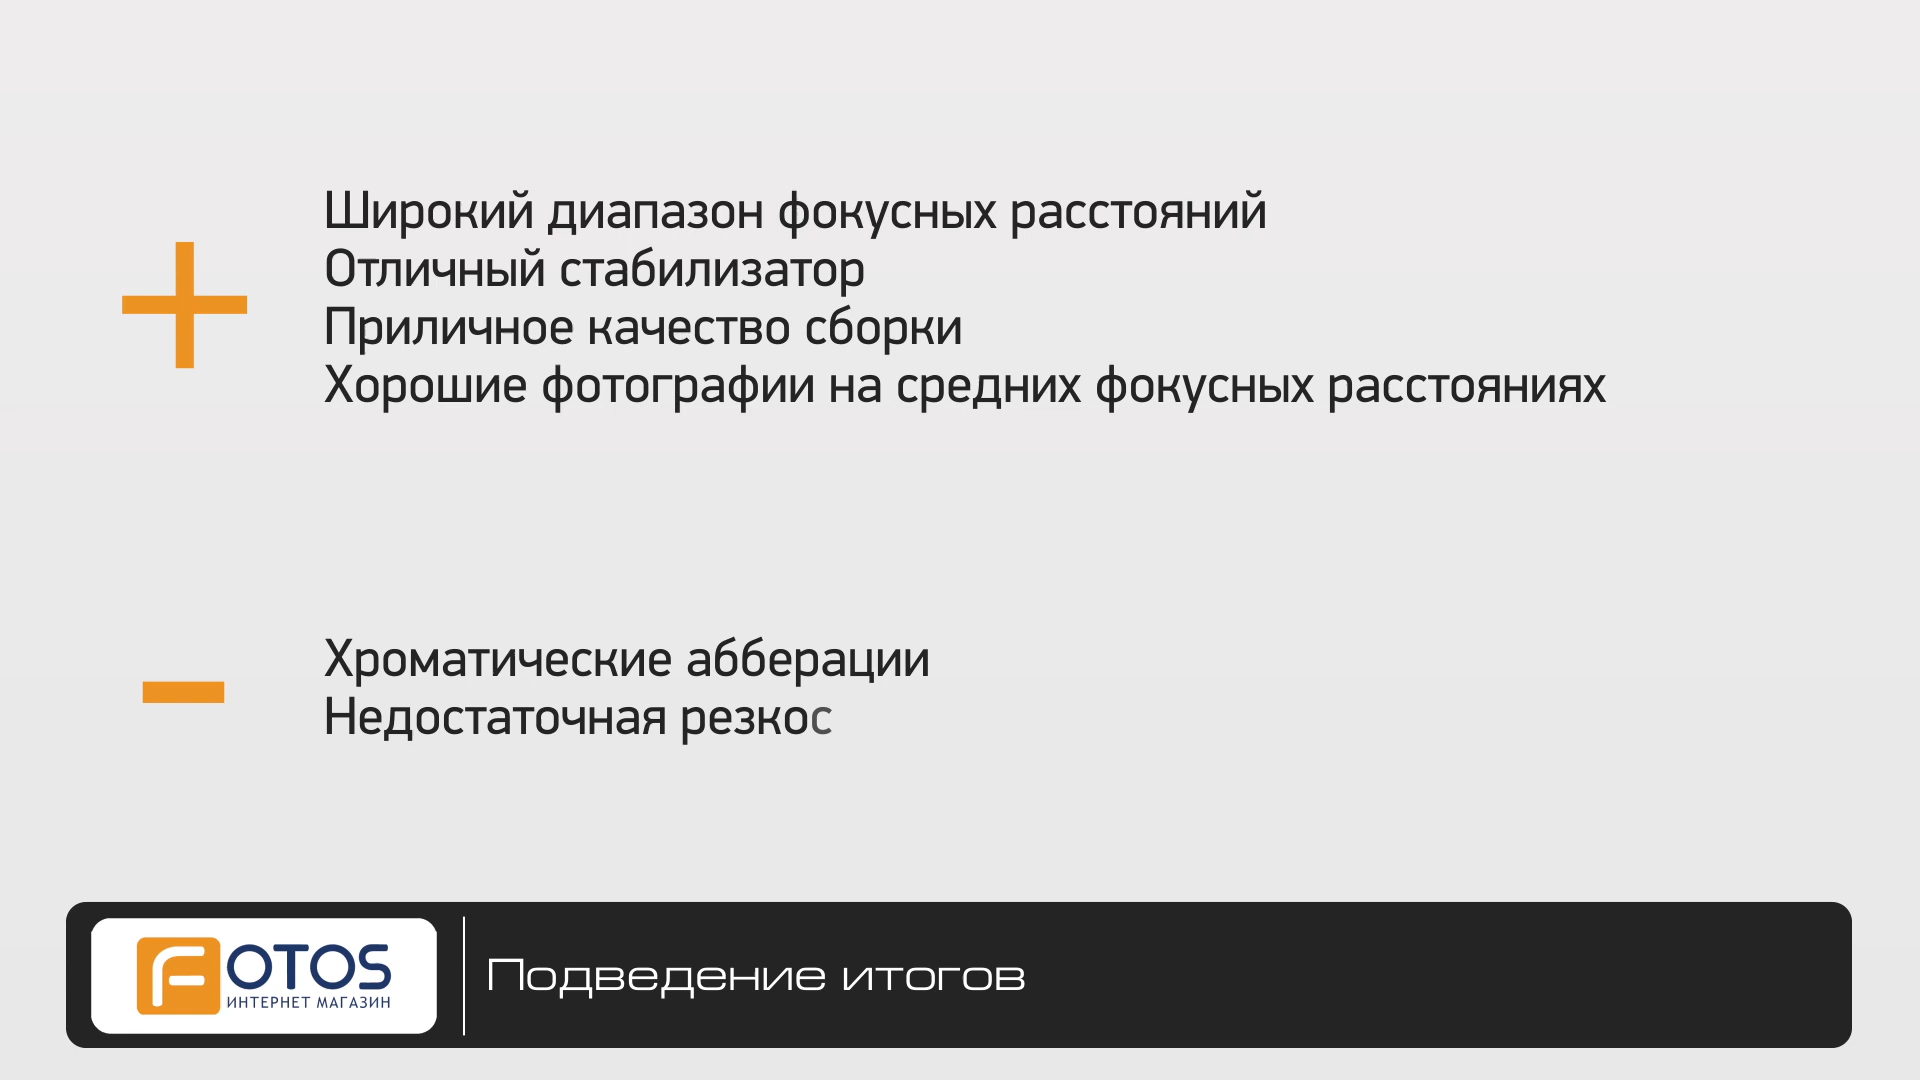 Широкий диапазон фокусных расстояний
Отличный стабилизатор
Приличное качество сборки
Хорошие фотографии на средних фокусных расстояниях
Хроматические абберации
Недостаточная резкос
FOTOS
ИНТЕРНЕТ МАГАЗИН
Подведение итогов